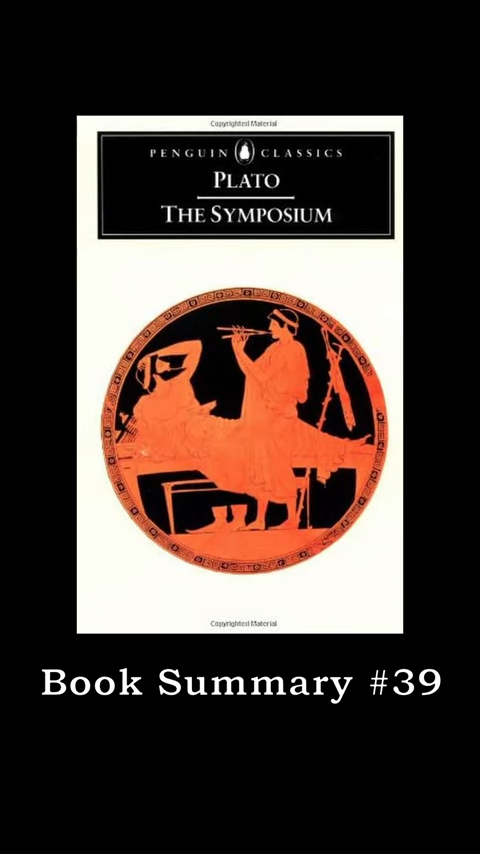 Copyrighted Material
PENGUIN CLASSICS
PLATO
THE SYMPOSIUM
Copyrighted Material
Book Summary #39